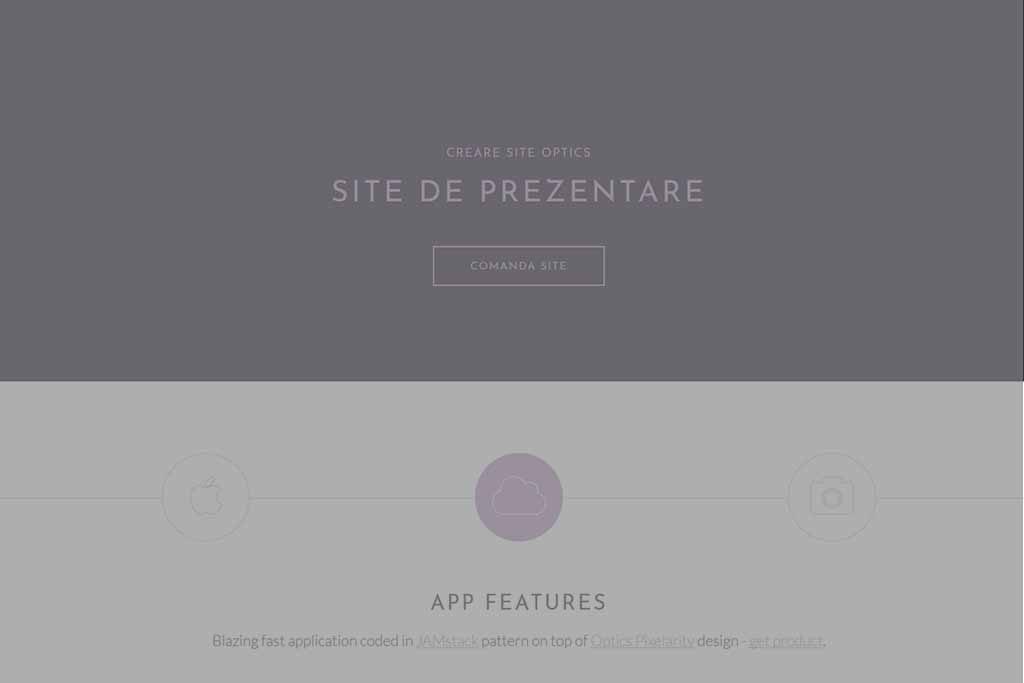 CREARE SITE OPTICS
SITE DE PREZENTARE
COMANDA SITE
APP FEATURES
Blazing fast application coded in JAMstack pattern on top of Optics Pixelarity design - get product.